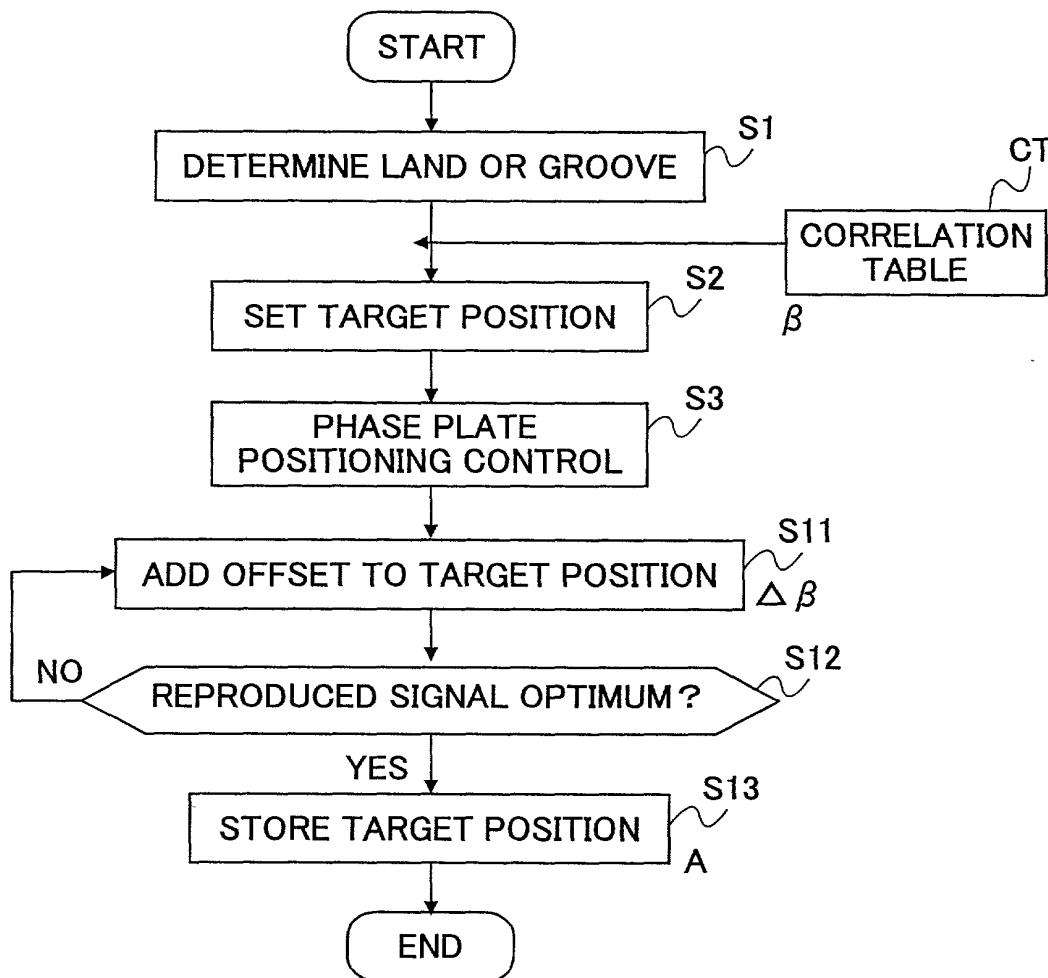 START
S1
DETERMINE LAND OR GROOVE
CT
CORRELATION
TABLE
β
S2
SET TARGET POSITION
S3
PHASE PLATE
POSITIONING CONTROL
S11
ADD OFFSET TO TARGET POSITION
Δβ
NO
S12
REPRODUCED SIGNAL OPTIMUM?
YES
S13
STORE TARGET POSITION
A
END